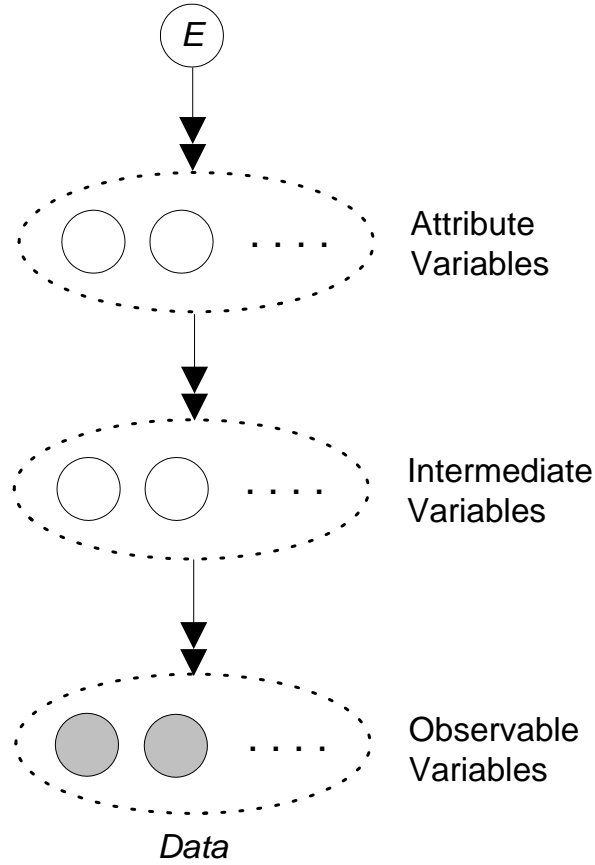 E
. . . .
Attribute
Variables
. . . .
Intermediate
Variables
. . . .
Observable
Variables
Data